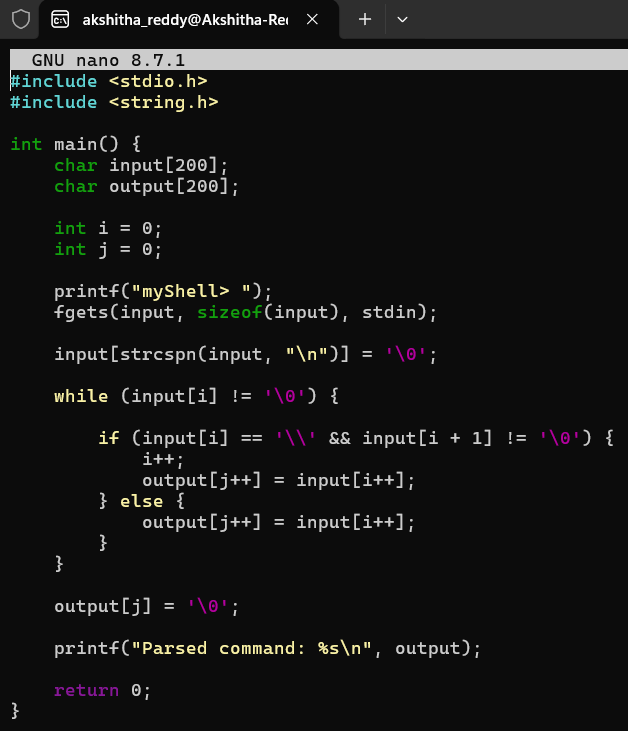 akshitha_reddy@Akshitha-Re
GNU nano 8.7.1
#include <stdio.h>
#include <string.h>

int main() {
    char input[200];
    char output[200];

    int i = 0;
    int j = 0;

    printf("myShell> ");
    fgets(input, sizeof(input), stdin);

    input[strcspn(input, "\n")] = '\0';

    while (input[i] != '\0') {

        if (input[i] == '\\' && input[i + 1] != '\0') {
            i++;
            output[j++] = input[i++];
        } else {
            output[j++] = input[i++];
        }
    }

    output[j] = '\0';

    printf("Parsed command: %s\n", output);

    return 0;
}